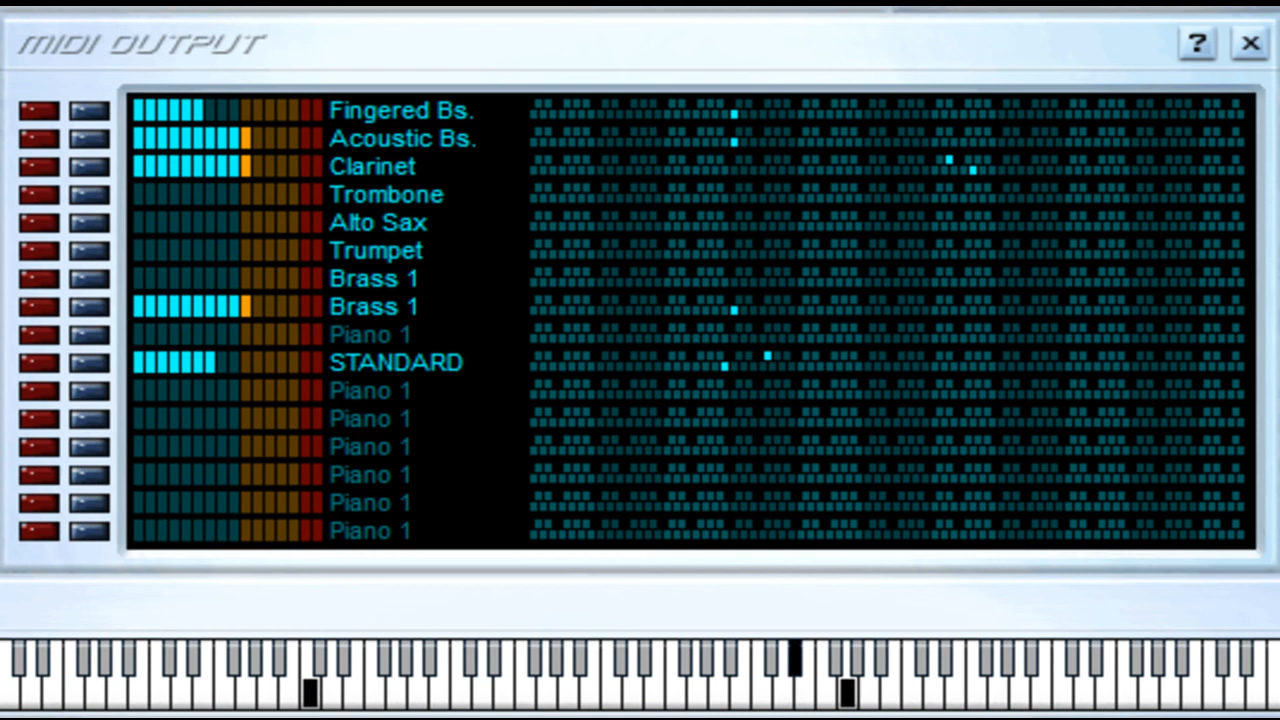 MIDI OUTPUT
? ×
Fingered Bs.
Acoustic Bs.
Clarinet
Trombone
Alto Sax
Trumpet
Brass 1
Brass 1
Piano 1
STANDARD
Piano 1
Piano 1
Piano 1
Piano 1
Piano 1
Piano 1